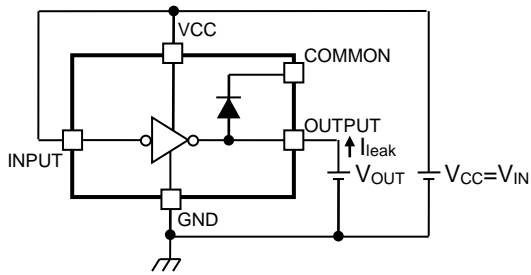 VCC
COMMON
OUTPUT
INPUT
Ileak
VOUT
VCC=VIN
GND